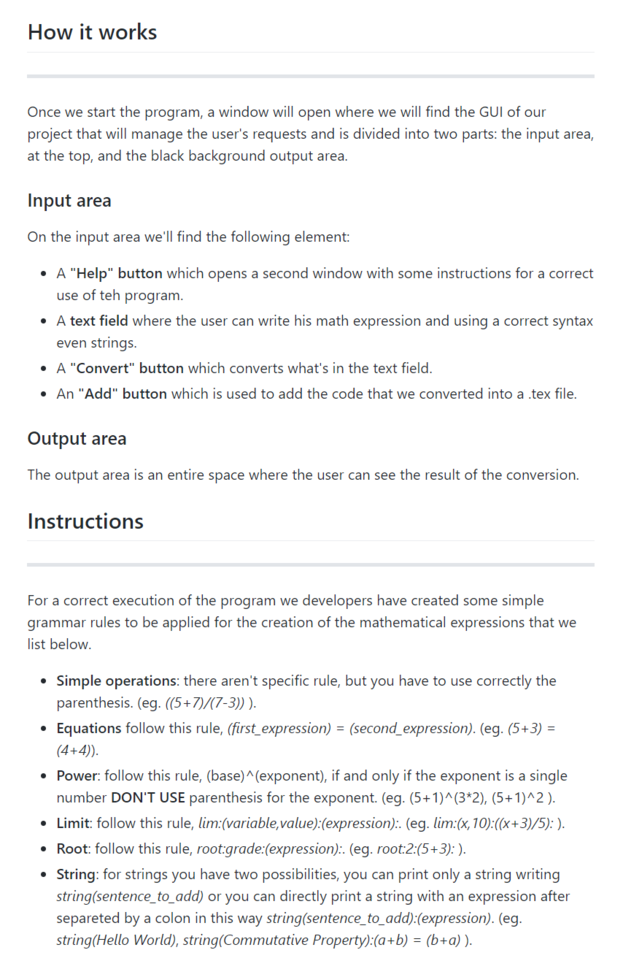 How it works
Once we start the program, a window will open where we will find the GUI of our
project that will manage the user's requests and is divided into two parts: the input area,
at the top, and the black background output area.
Input area
On the input area we'll find the following element:
• A "Help" button which opens a second window with some instructions for a correct
use of teh program.
• A text field where the user can write his math expression and using a correct syntax
even strings.
• A "Convert" button which converts what's in the text field.
• An "Add" button which is used to add the code that we converted into a .tex file.
Output area
The output area is an entire space where the user can see the result of the conversion.
Instructions
For a correct execution of the program we developers have created some simple
grammar rules to be applied for the creation of the mathematical expressions that we
list below.
• Simple operations: there aren't specific rule, but you have to use correctly the
parenthesis. (eg. ((5+7)/(7-3)) ).
• Equations follow this rule, (first_expression) = (second_expression). (eg. (5+3) =
(4+4)).
• Power: follow this rule, (base)^(exponent), if and only if the exponent is a single
number DON'T USE parenthesis for the exponent. (eg. (5+1)^(3*2), (5+1)^2 ).
• Limit: follow this rule, lim:(variable,value):(expression):. (eg. lim:(x,10):((x+3)/5): ).
• Root: follow this rule, root:grade:(expression):. (eg. root:2:(5+3): ).
• String: for strings you have two possibilities, you can print only a string writing
string(sentence_to_add) or you can directly print a string with an expression after
separeted by a colon in this way string(sentence_to_add):(expression). (eg.
string(Hello World), string(Commutative Property):(a+b) = (b+a) ).